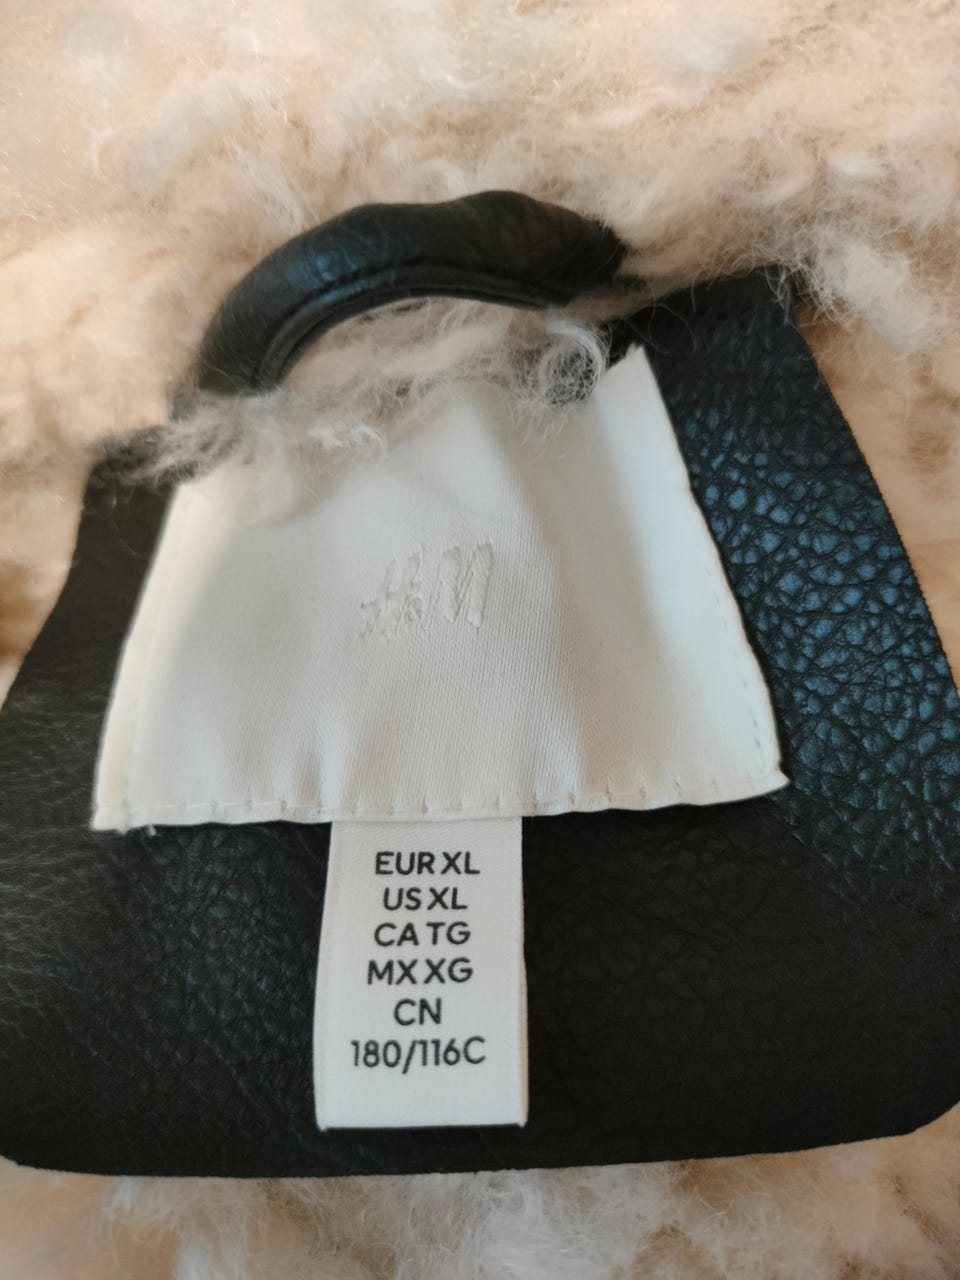 H&M
EUR XL
US XL
CA TG
MX XG
CN
180/116C